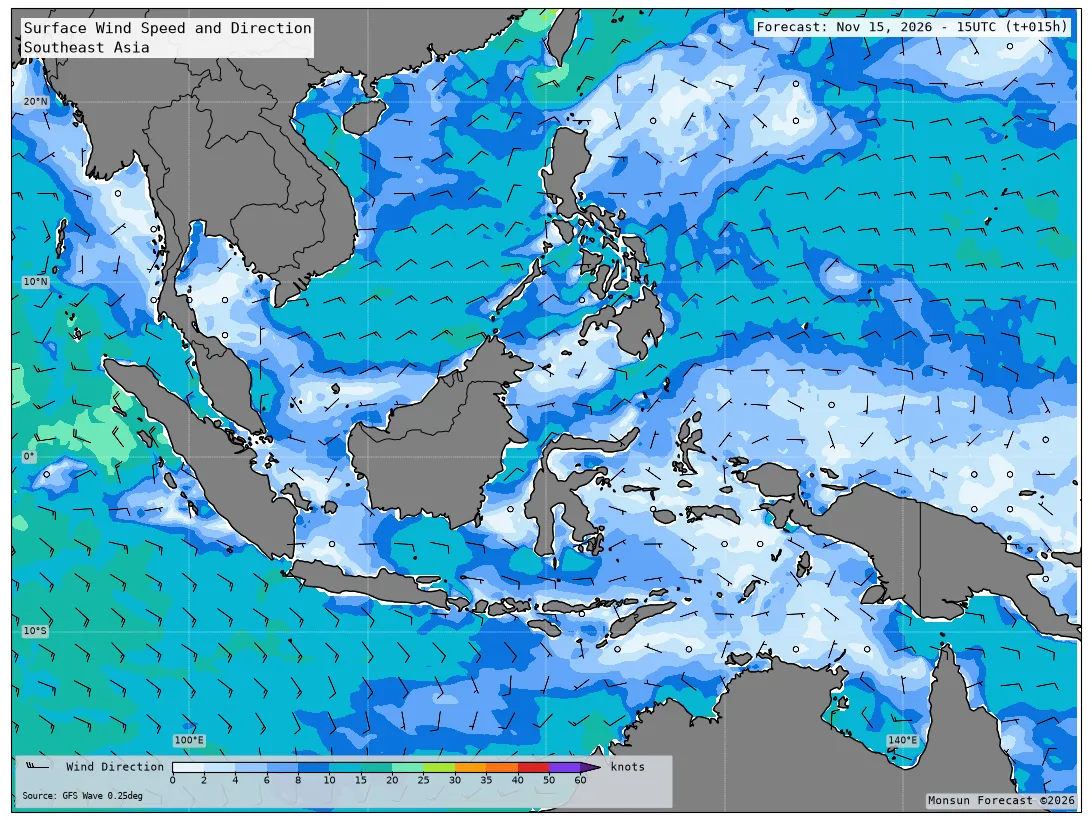 Surface Wind Speed and Direction
Southeast Asia
Forecast: Nov 15, 2026 - 15UTC (t+015h)
20°N
10°N
0°
10°S
100°E
140°E
Wind Direction
knots
0 2 4 6 8 10 15 20 25 30 40 50 60
Source: GFS Wave 0.25deg
Monsun Forecast ©2026